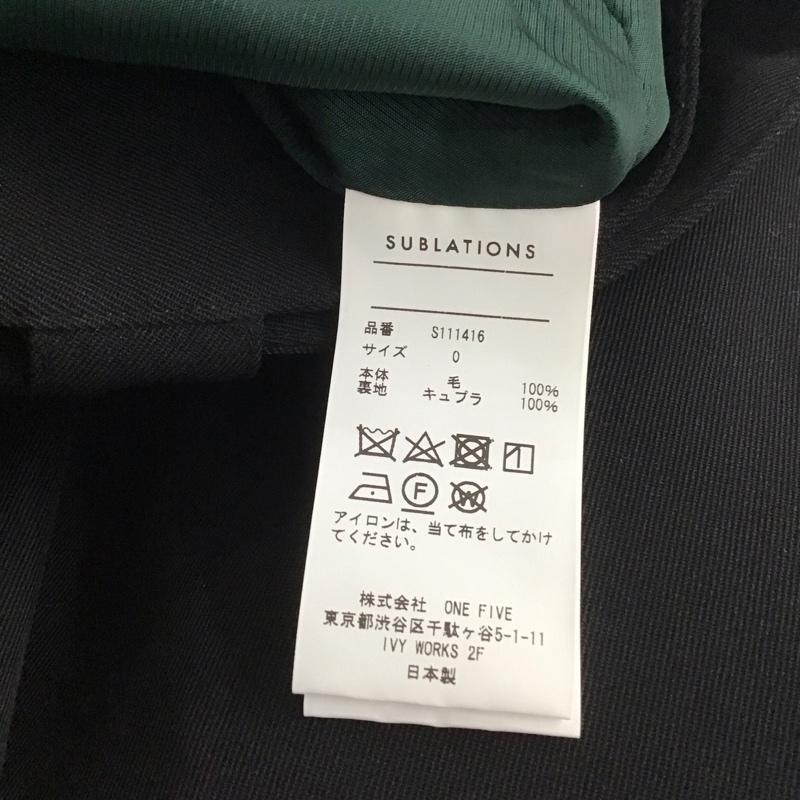 SUBLATIONS
品番 S111416
サイズ 0
本体 毛 100%
裏地 キュプラ 100%
F W
アイロンは、当て布をしてかけ
てください。
株式会社 ONE FIVE
東京都渋谷区千駄ヶ谷5-1-11
IVY WORKS 2F
日本製